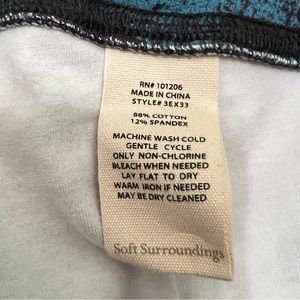 RN# 101206
MADE IN CHINA
STYLE# 3EX33
88% COTTON
12% SPANDEX
MACHINE WASH COLD
GENTLE CYCLE
ONLY NON-CHLORINE
BLEACH WHEN NEEDED
LAY FLAT TO DRY
WARM IRON IF NEEDED
MAY BE DRY CLEANED
Soft Surroundings